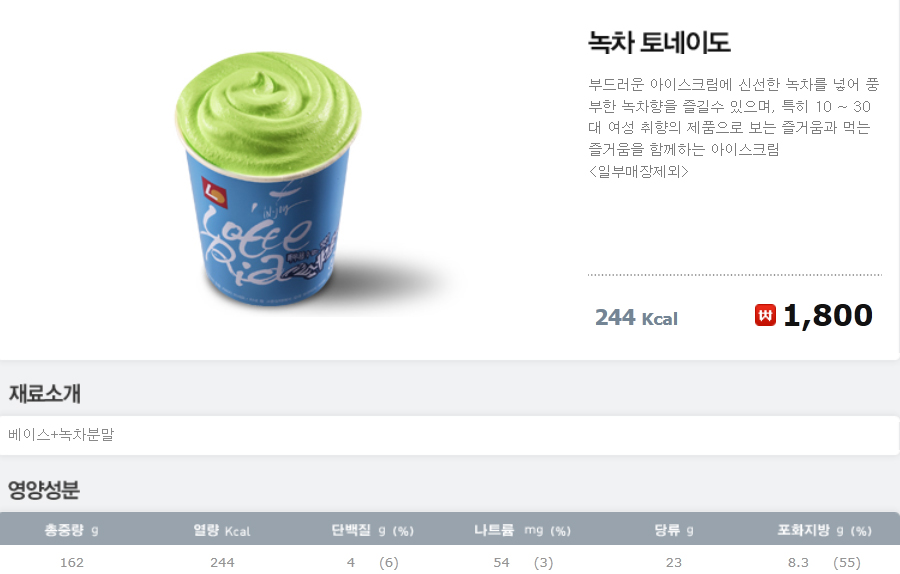 녹차 토네이도
부드러운 아이스크림에 신선한 녹차를 넣어 풍
부한 녹차향을 즐길수 있으며, 특히 10 ~ 30
대 여성 취향의 제품으로 보는 즐거움과 먹는
즐거움을 함께하는 아이스크림
<일부매장제외>
Lotte
Ria
244 Kcal
₩ 1,800
재료소개
베이스+녹차분말
영양성분
총중량 g 열량 Kcal 단백질 g (%) 나트륨 mg (%) 당류 g 포화지방 g (%)
162 244 4 (6) 54 (3) 23 8.3 (55)